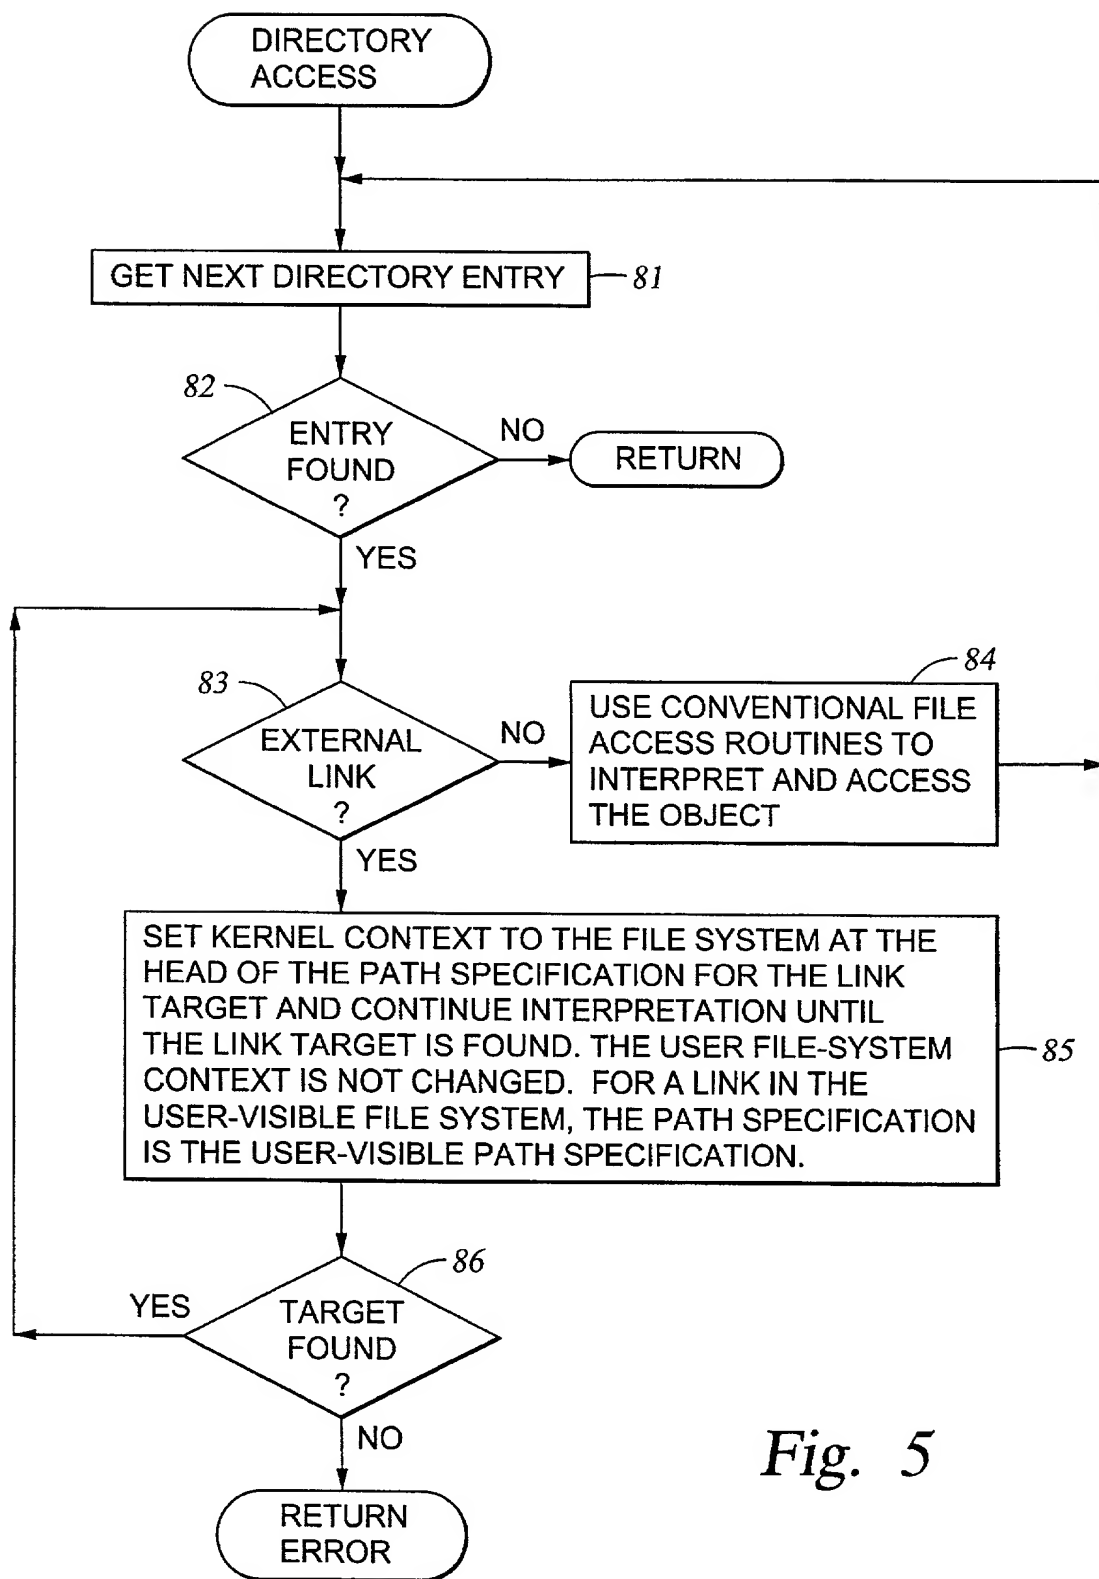 DIRECTORY
ACCESS
GET NEXT DIRECTORY ENTRY
81
82
ENTRY
FOUND
?
NO
RETURN
YES
83
EXTERNAL
LINK
?
NO
84
USE CONVENTIONAL FILE
ACCESS ROUTINES TO
INTERPRET AND ACCESS
THE OBJECT
YES
SET KERNEL CONTEXT TO THE FILE SYSTEM AT THE
HEAD OF THE PATH SPECIFICATION FOR THE LINK
TARGET AND CONTINUE INTERPRETATION UNTIL
THE LINK TARGET IS FOUND. THE USER FILE-SYSTEM
CONTEXT IS NOT CHANGED. FOR A LINK IN THE
USER-VISIBLE FILE SYSTEM, THE PATH SPECIFICATION
IS THE USER-VISIBLE PATH SPECIFICATION.
85
86
YES
TARGET
FOUND
?
NO
RETURN
ERROR
Fig. 5